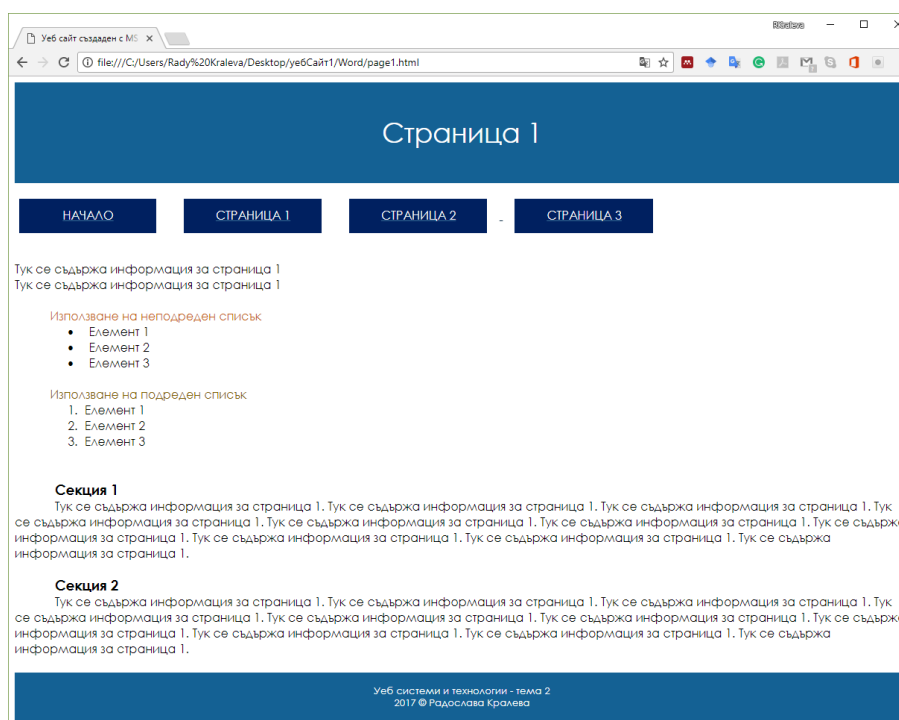 Уеб сайт създаден с MS
file:///C:/Users/Rady%20Kraleva/Desktop/уебСайт1/Word/page1.html
Страница 1
НАЧАЛО СТРАНИЦА 1 СТРАНИЦА 2 - СТРАНИЦА 3
Тук се съдържа информация за страница 1
Тук се съдържа информация за страница 1
Използване на неподреден списък
• Елемент 1
• Елемент 2
• Елемент 3
Използване на подреден списък
1. Елемент 1
2. Елемент 2
3. Елемент 3
Секция 1
Тук се съдържа информация за страница 1. Тук се съдържа информация за страница 1. Тук се съдържа информация за страница 1. Тук
се съдържа информация за страница 1. Тук се съдържа информация за страница 1. Тук се съдържа информация за страница 1. Тук се съдържа
информация за страница 1. Тук се съдържа информация за страница 1. Тук се съдържа информация за страница 1. Тук се съдържа
информация за страница 1.
Секция 2
Тук се съдържа информация за страница 1. Тук се съдържа информация за страница 1. Тук се съдържа информация за страница 1. Тук
се съдържа информация за страница 1. Тук се съдържа информация за страница 1. Тук се съдържа информация за страница 1. Тук се съдържа
информация за страница 1. Тук се съдържа информация за страница 1. Тук се съдържа информация за страница 1. Тук се съдържа
информация за страница 1.
Уеб системи и технологии - тема 2
2017 © Радослава Кралева